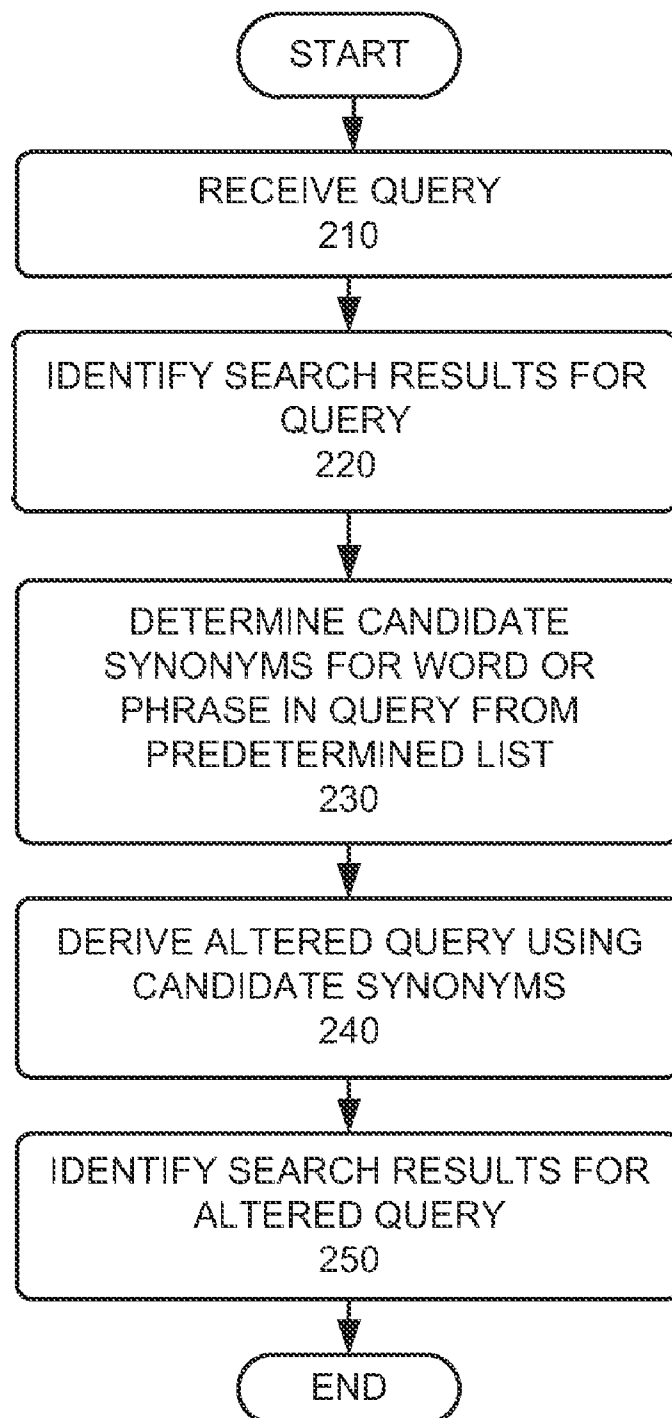 START
RECEIVE QUERY
210
IDENTIFY SEARCH RESULTS FOR
QUERY
220
DETERMINE CANDIDATE
SYNONYMS FOR WORD OR
PHRASE IN QUERY FROM
PREDETERMINED LIST
230
DERIVE ALTERED QUERY USING
CANDIDATE SYNONYMS
240
IDENTIFY SEARCH RESULTS FOR
ALTERED QUERY
250
END